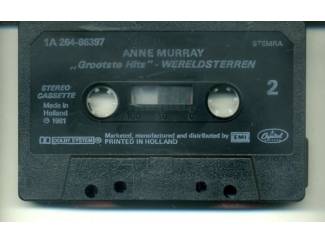 1A 264-86397 STEMRA
ANNE MURRAY
„Grootste Hits" - WERELDSTERREN
STEREO
CASSETTE
2
Made in
Holland
℗ 1981
DOLBY SYSTEM
Marketed, manufactured and distributed by EMI
PRINTED IN HOLLAND
Capitol